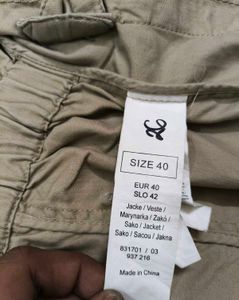 SIZE 40
EUR 40
SLO 42
Jacke / Veste /
Marynarka / Zakó /
Sako / Jacket /
Sako / Sacou / Jakna
831701 / 03
937 216
Made in China